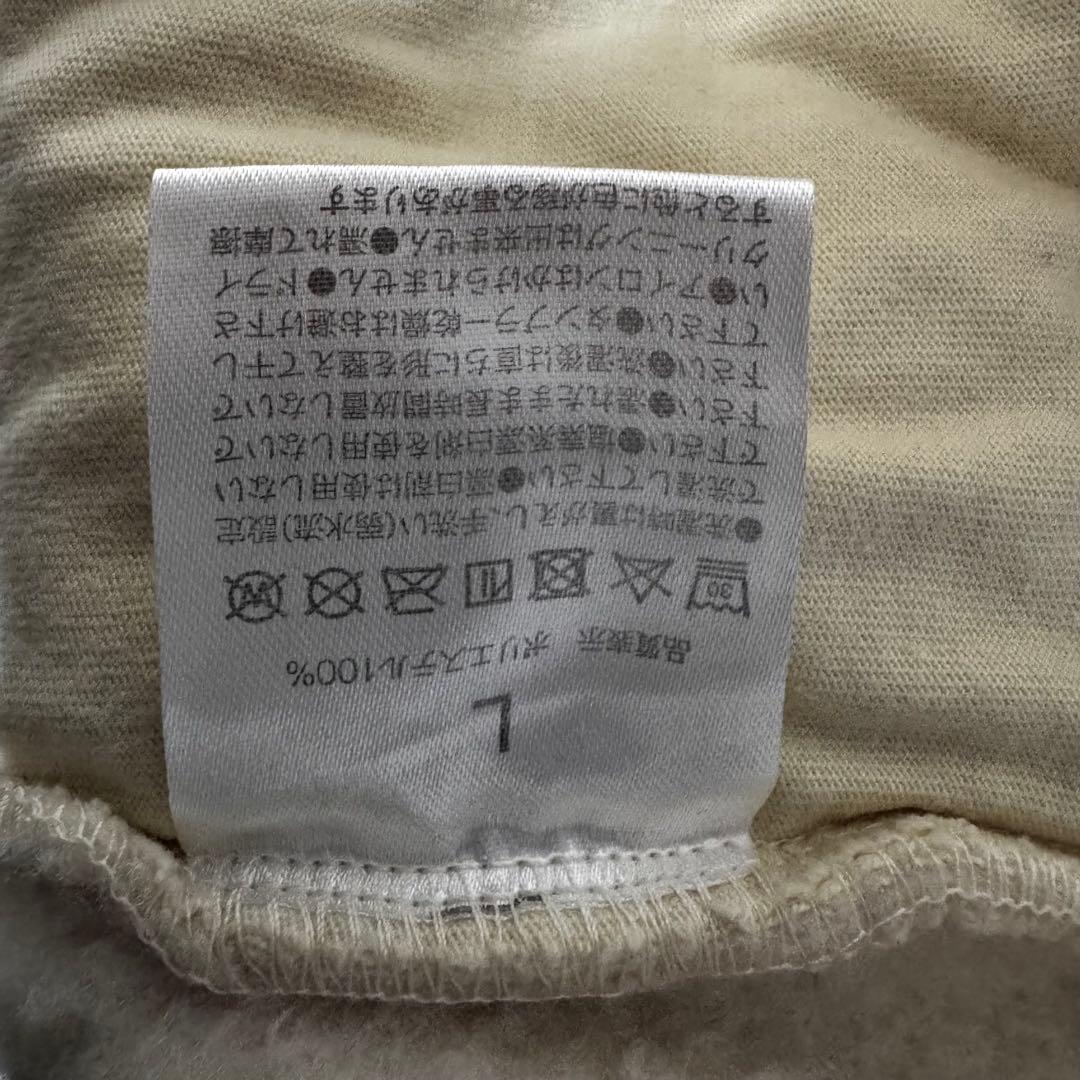 L
品質表示 ポリエステル100%
30 W
●洗濯時は裏がえし、手洗い(弱水流)設定
で洗濯して下さい●漂白剤は使用しない
で下さい●塩素系漂白剤を使用しないで
下さい●濡れたまま長時間放置しないで
下さい●洗濯後は直ちに形を整えて干し
て下さい●タンブラー乾燥はお避け下さ
い●アイロンはかけられません●ドライ
クリーニングは出来ません●濡れて摩擦
すると他に色が移る事があります